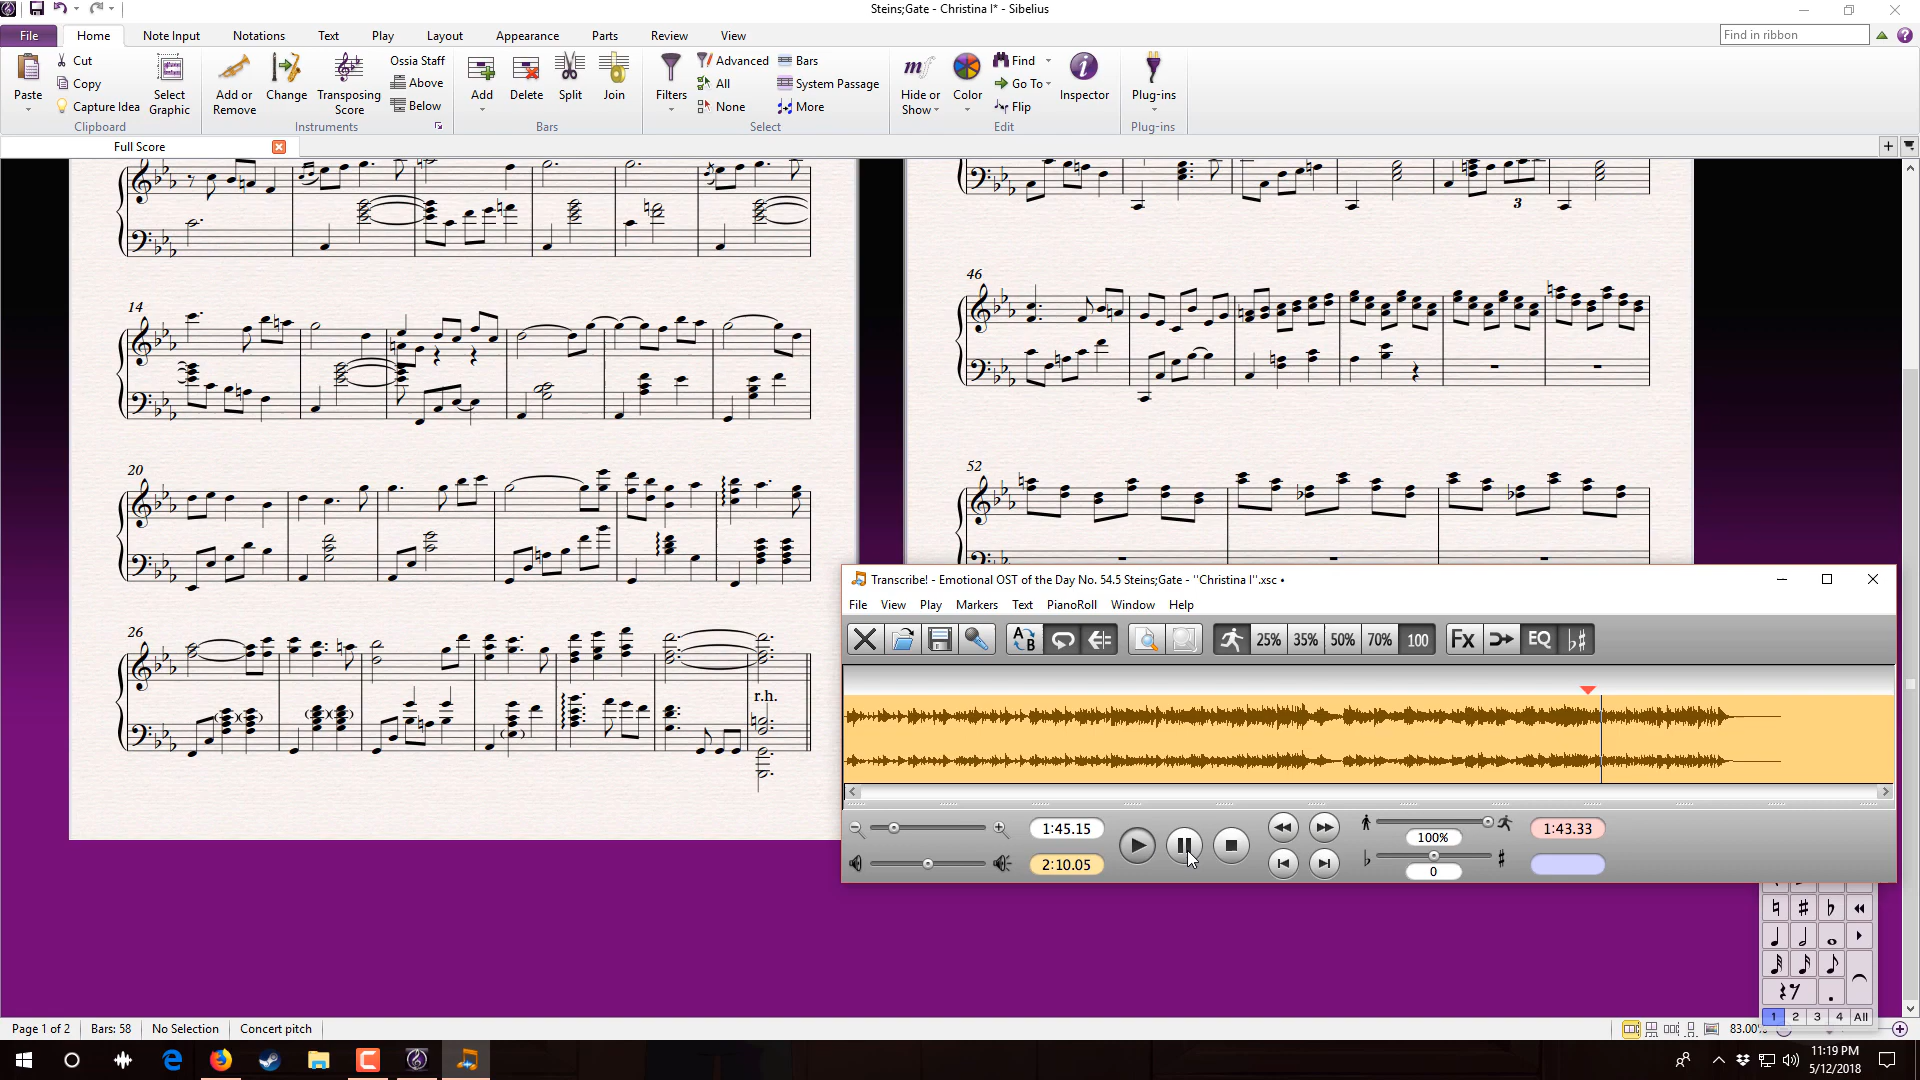 Steins;Gate - Christina I* - Sibelius
File Home Note Input Notations Text Play Layout Appearance Parts Review View
Find in ribbon
Paste
Cut
Copy
Capture Idea
Select Graphic
Clipboard
Add or Remove
Change
Transposing Score
Ossia Staff
Above
Below
Instruments
Add
Delete
Split
Join
Bars
Filters
Advanced
All
None
Bars
System Passage
More
Select
Hide or Show
Color
Find
Go To
Flip
Inspector
Edit
Plug-ins
Plug-ins
Full Score
3
14
20
26
r.h.
46
52
Transcribe! - Emotional OST of the Day No. 54.5 Steins;Gate - "Christina I".xsc •
File View Play Markers Text PianoRoll Window Help
A B 25% 35% 50% 70% 100 Fx EQ
1:45.15
2:10.05
100%
0
1:43.33
1 2 3 4 All
Page 1 of 2 Bars: 58 No Selection Concert pitch
83.00%
11:19 PM
5/12/2018